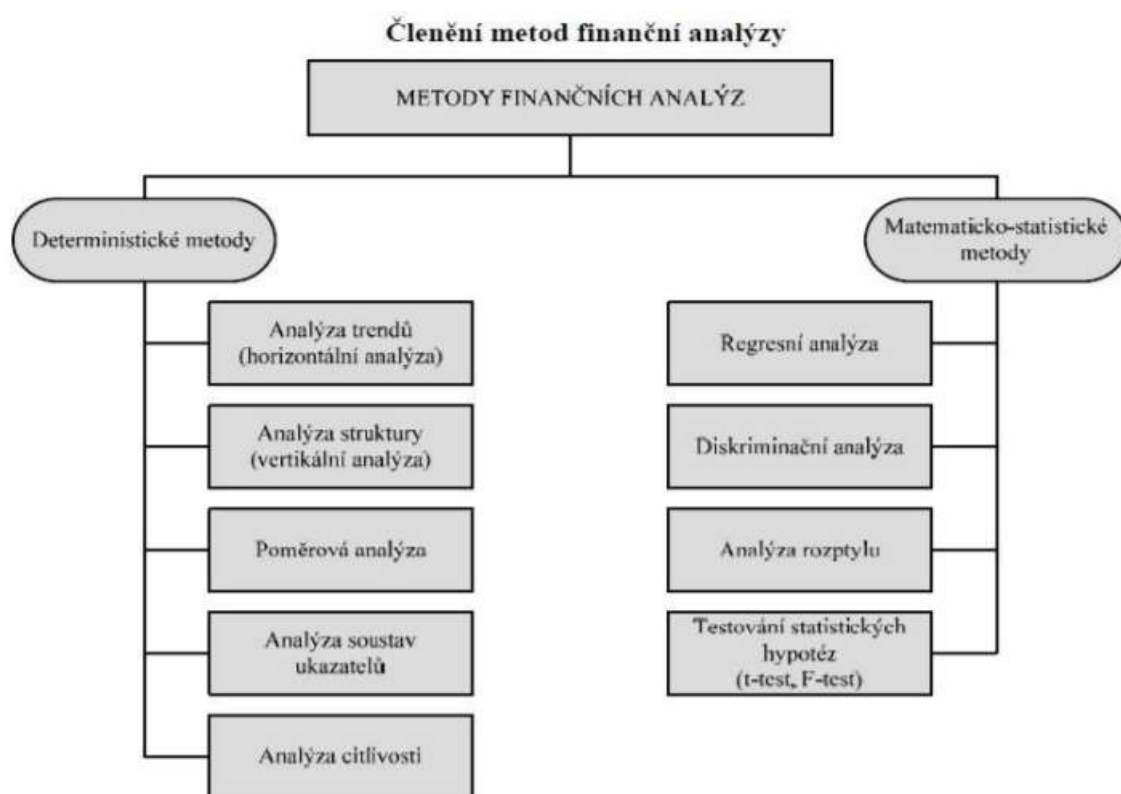 Členění metod finanční analýzy
METODY FINANČNÍCH ANALÝZ
Deterministické metody
Analýza trendů
(horizontální analýza)
Analýza struktury
(vertikální analýza)
Poměrová analýza
Analýza soustav
ukazatelů
Analýza citlivosti
Matematicko-statistické
metody
Regresní analýza
Diskriminační analýza
Analýza rozptylu
Testování statistických
hypotéz
(t-test, F-test)